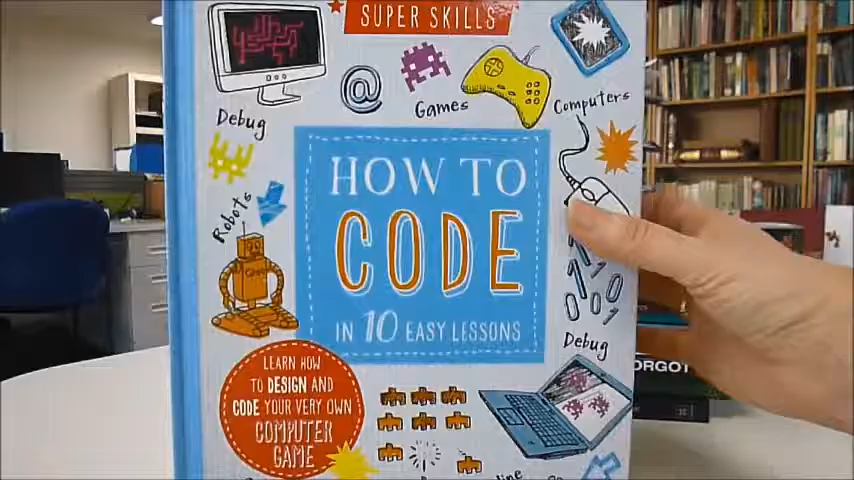 SUPER SKILLS
@
Debug
Games
Computers
HOW TO
CODE
IN 10 EASY LESSONS
Robots
Debug
LEARN HOW
TO DESIGN AND
CODE YOUR VERY OWN
COMPUTER
GAME
ORGOT